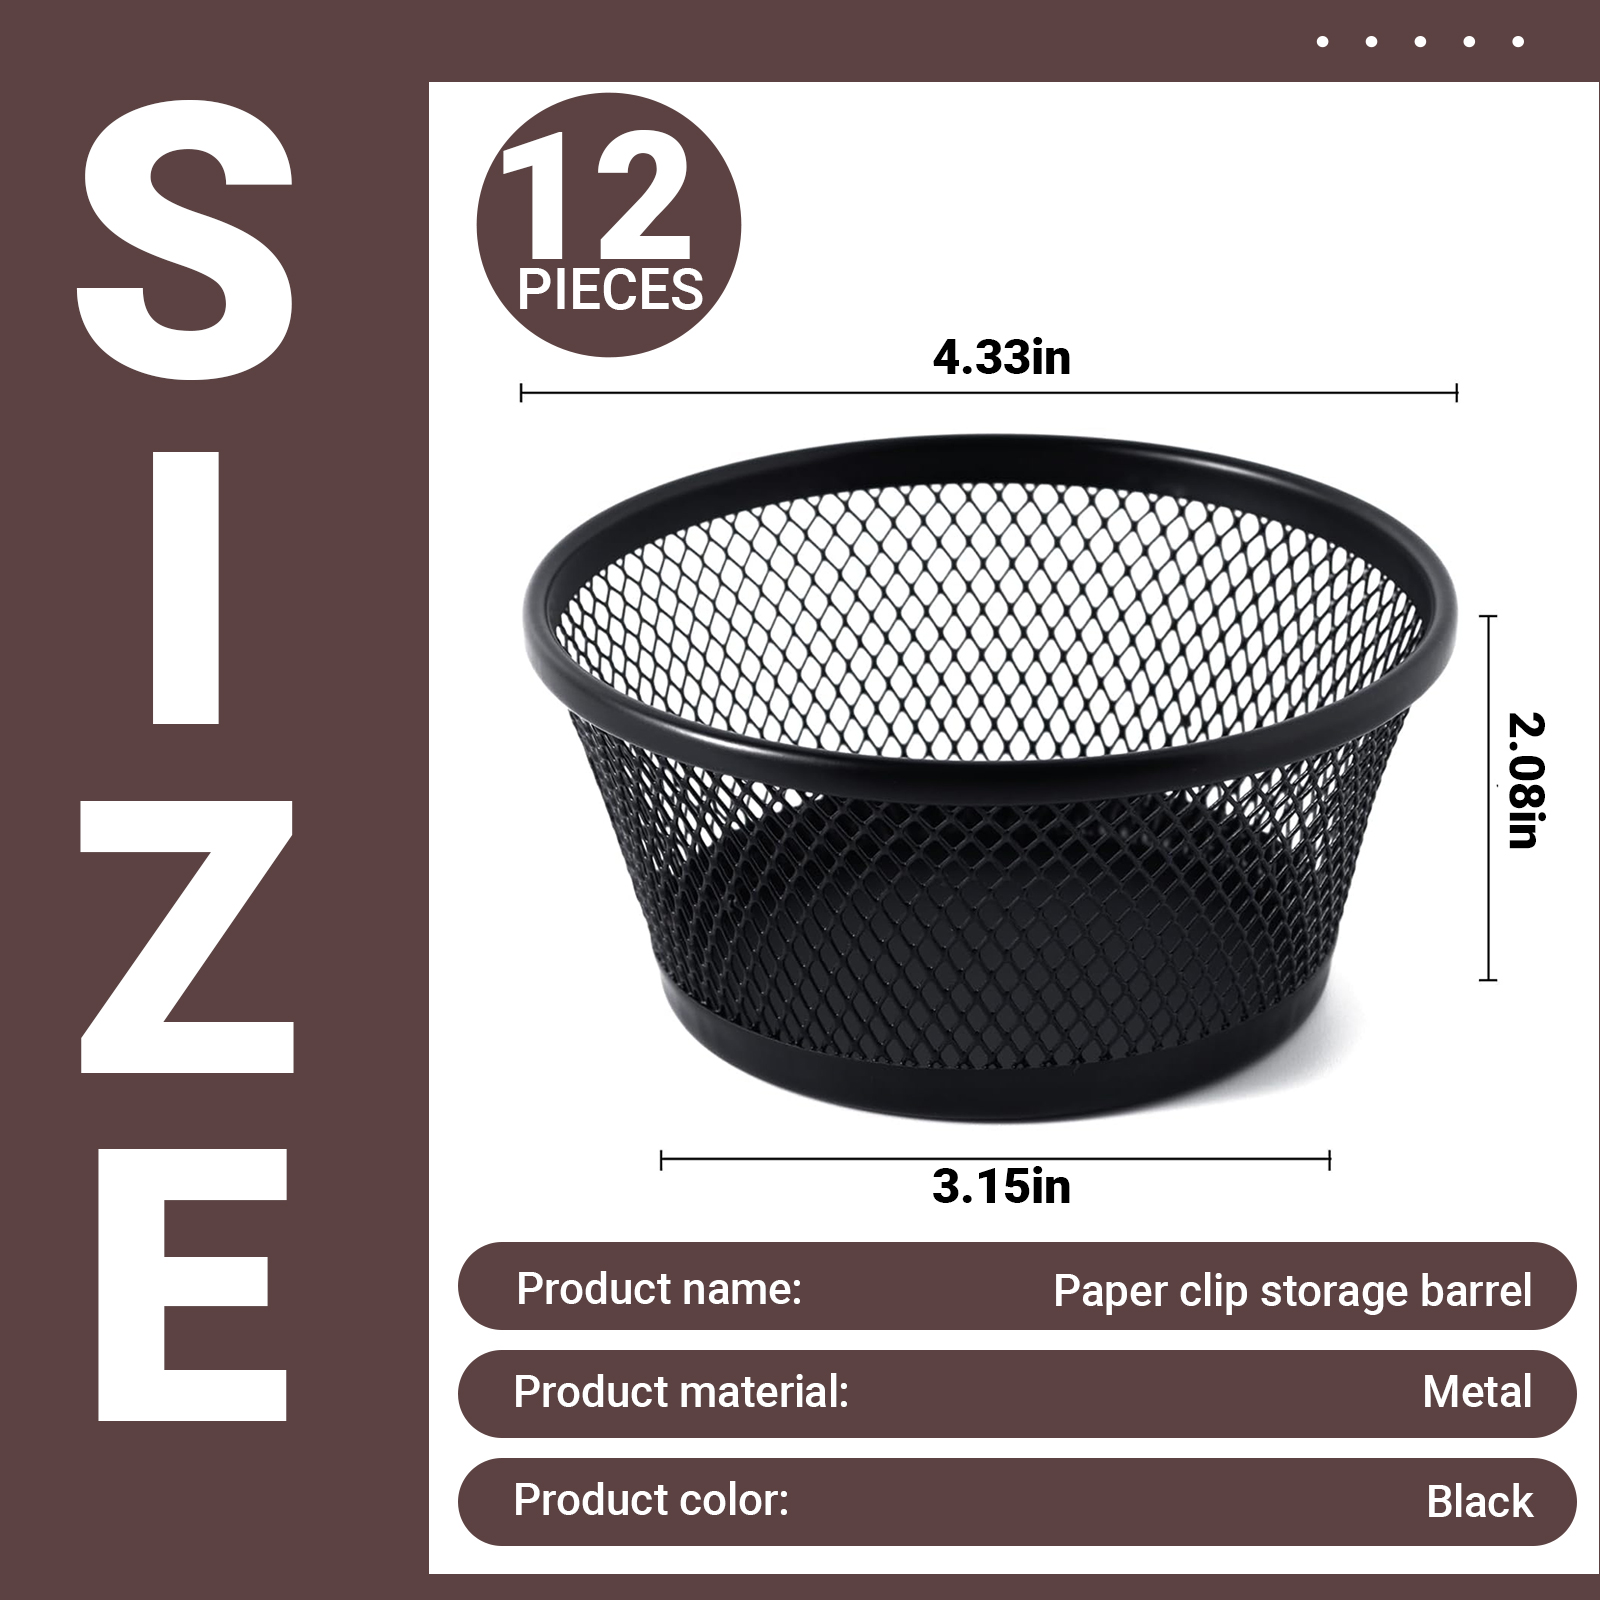 SIZE
12
PIECES
4.33in
2.08in
3.15in
Product name: Paper clip storage barrel
Product material: Metal
Product color: Black